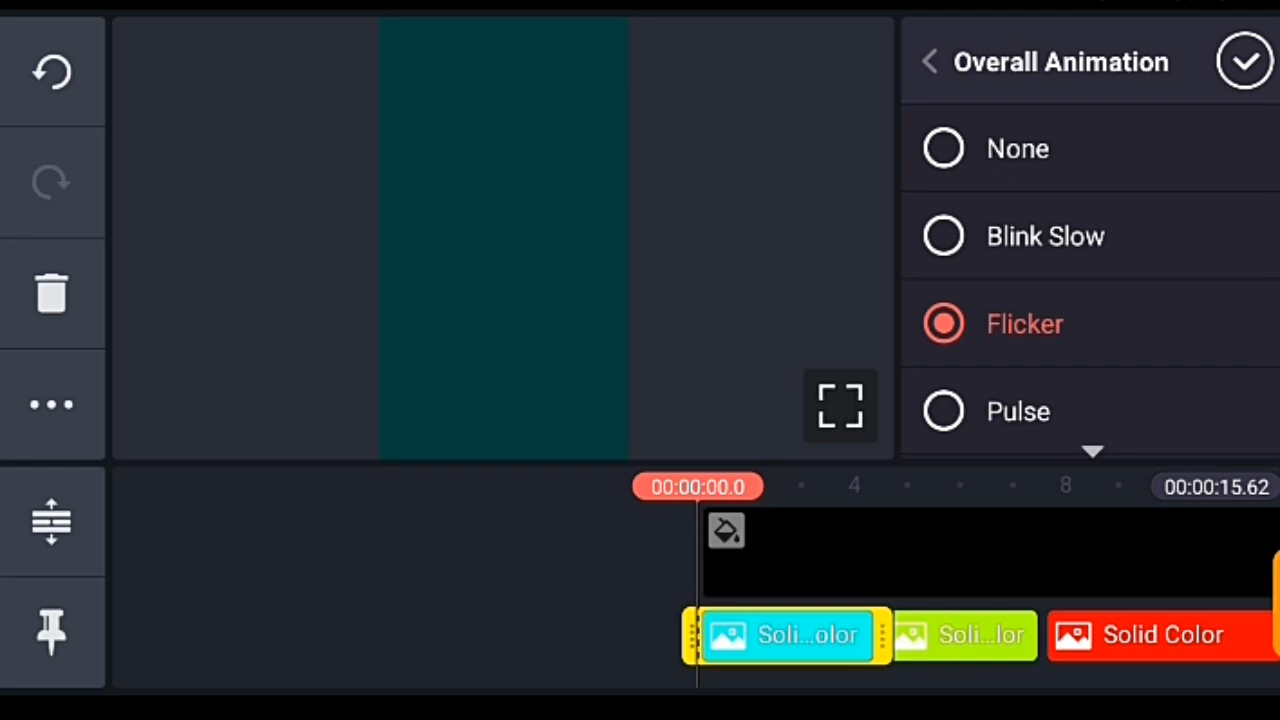 Overall Animation
None
Blink Slow
Flicker
Pulse
00:00:00.0
4
8
00:00:15.62
Soli...olor
Soli...lor
Solid Color